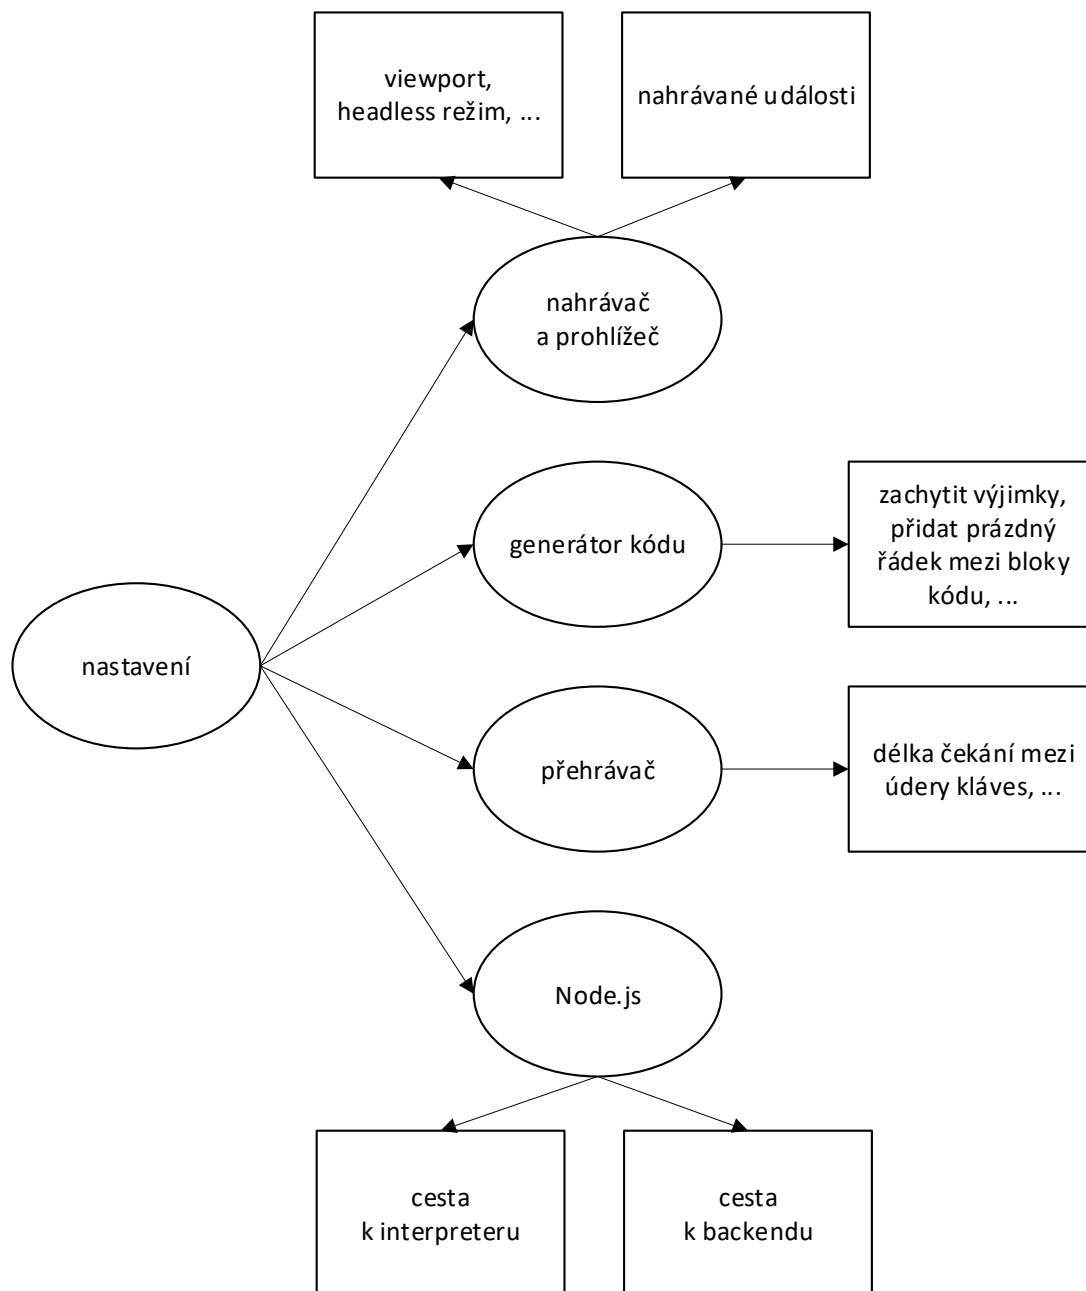 viewport,
headless režim, ...
nahrávané události
nahrávač
a prohlížeč
generátor kódu
zachytit výjimky,
přidat prázdný
řádek mezi bloky
kódu, ...
nastavení
přehrávač
délka čekání mezi
údery kláves, ...
Node.js
cesta
k interpreteru
cesta
k backendu